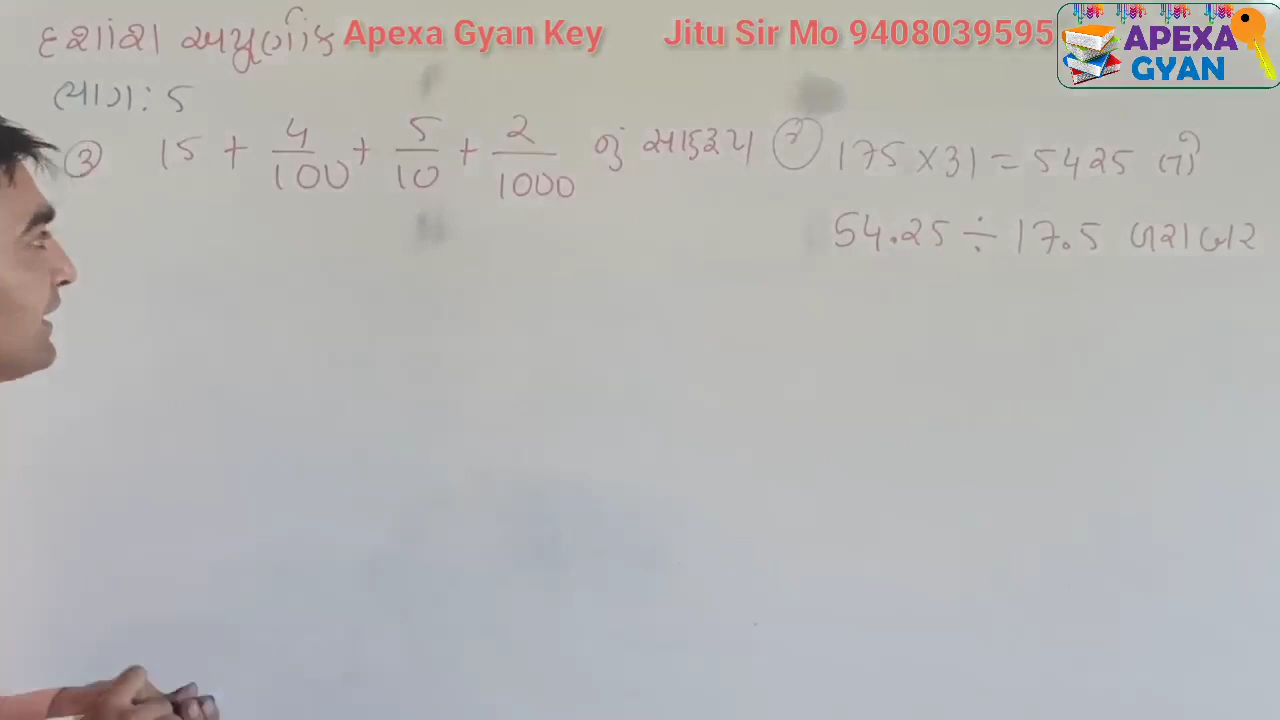 દશાંશ અપૂર્ણાંક Apexa Gyan Key Jitu Sir Mo 9408039595 APEXA GYAN
ભાગ: 5
③ 15 + 4/100 + 5/10 + 2/1000 નું સાદુરૂપ
175 × 31 = 5425 તો
54.25 ÷ 17.5 બરાબર